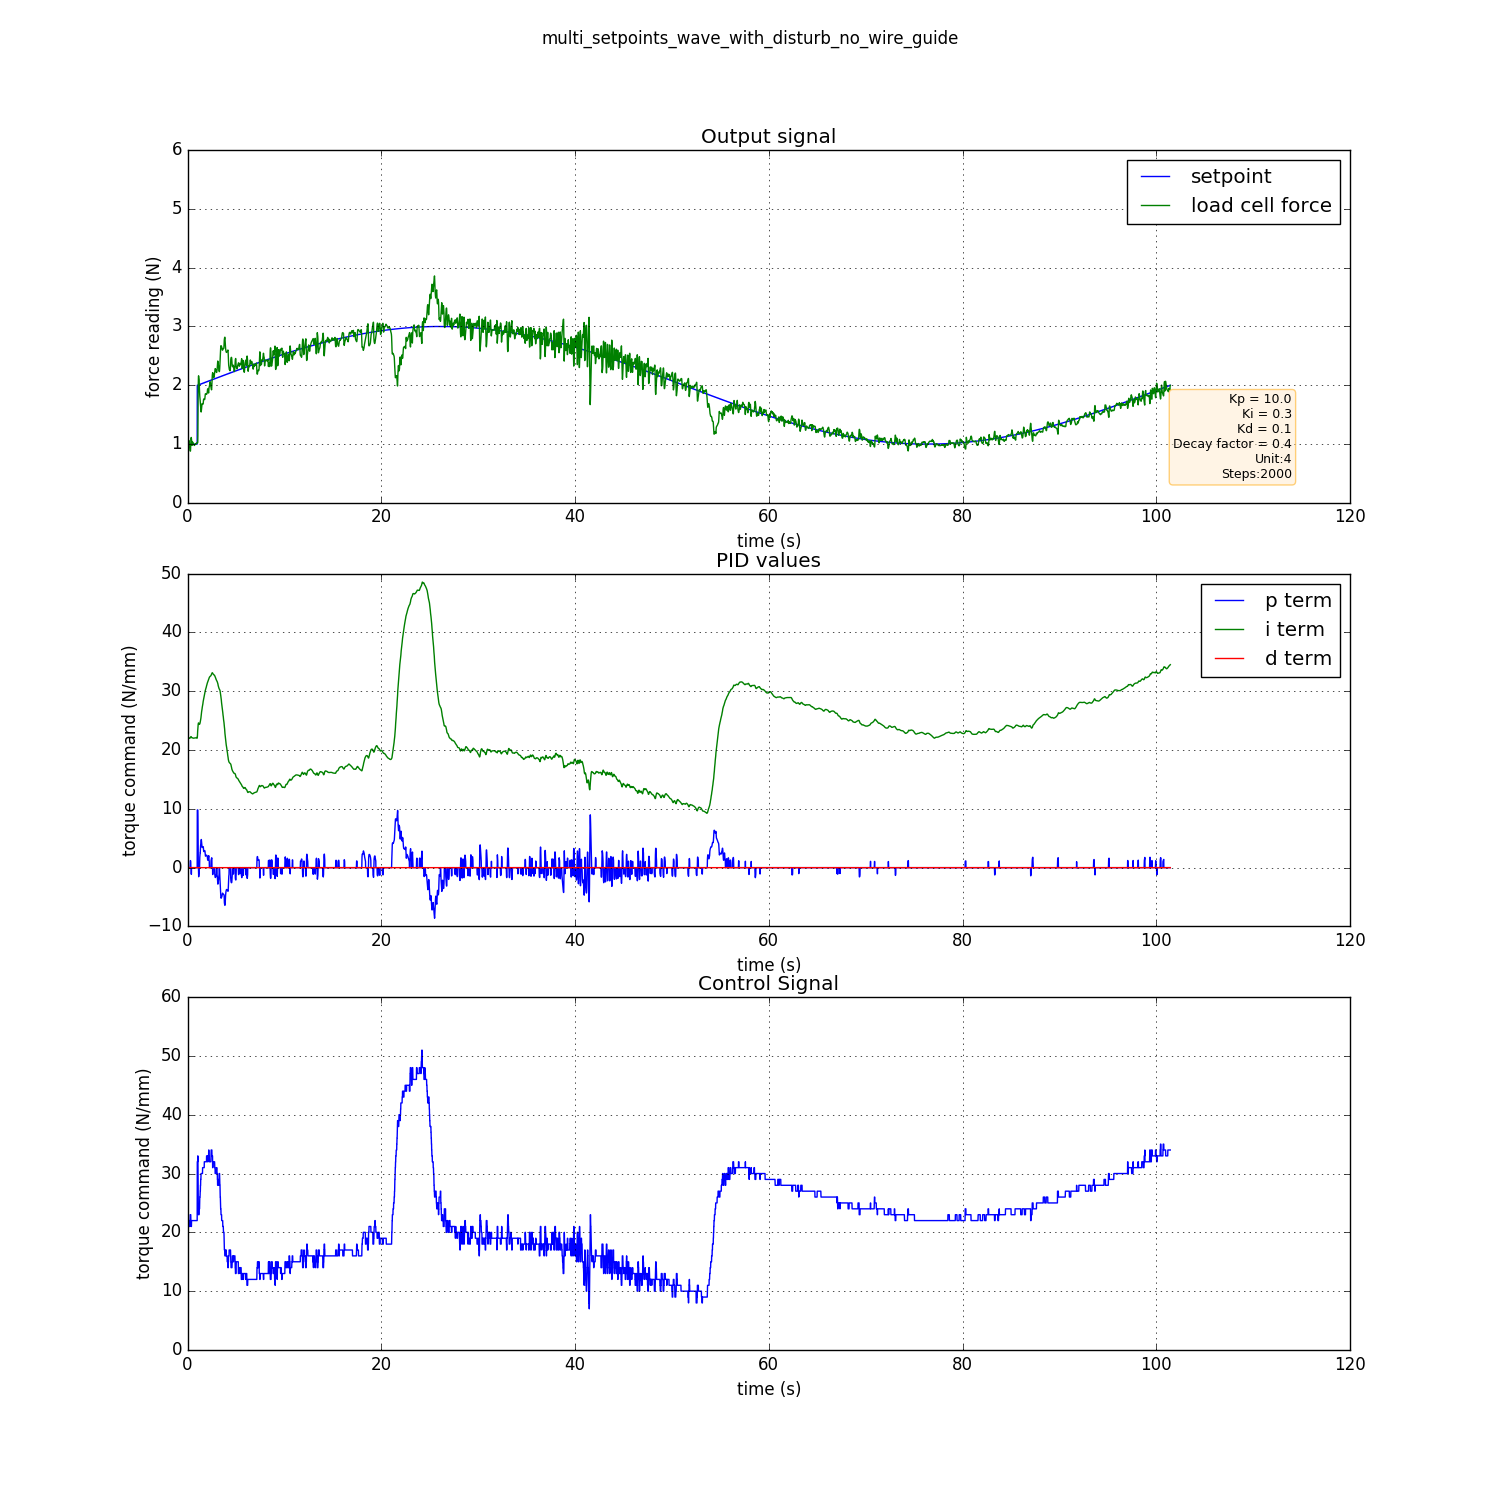 multi_setpoints_wave_with_disturb_no_wire_guide
Output signal
6
5
4
3
2
1
0
force reading (N)
setpoint
load cell force
Kp = 10.0
Ki = 0.3
Kd = 0.1
Decay factor = 0.4
Unit:4
Steps:2000
0 20 40 60 80 100 120
time (s)
PID values
50
40
30
20
10
0
−10
torque command (N/mm)
p term
i term
d term
0 20 40 60 80 100 120
time (s)
Control Signal
60
50
40
30
20
10
0
torque command (N/mm)
0 20 40 60 80 100 120
time (s)